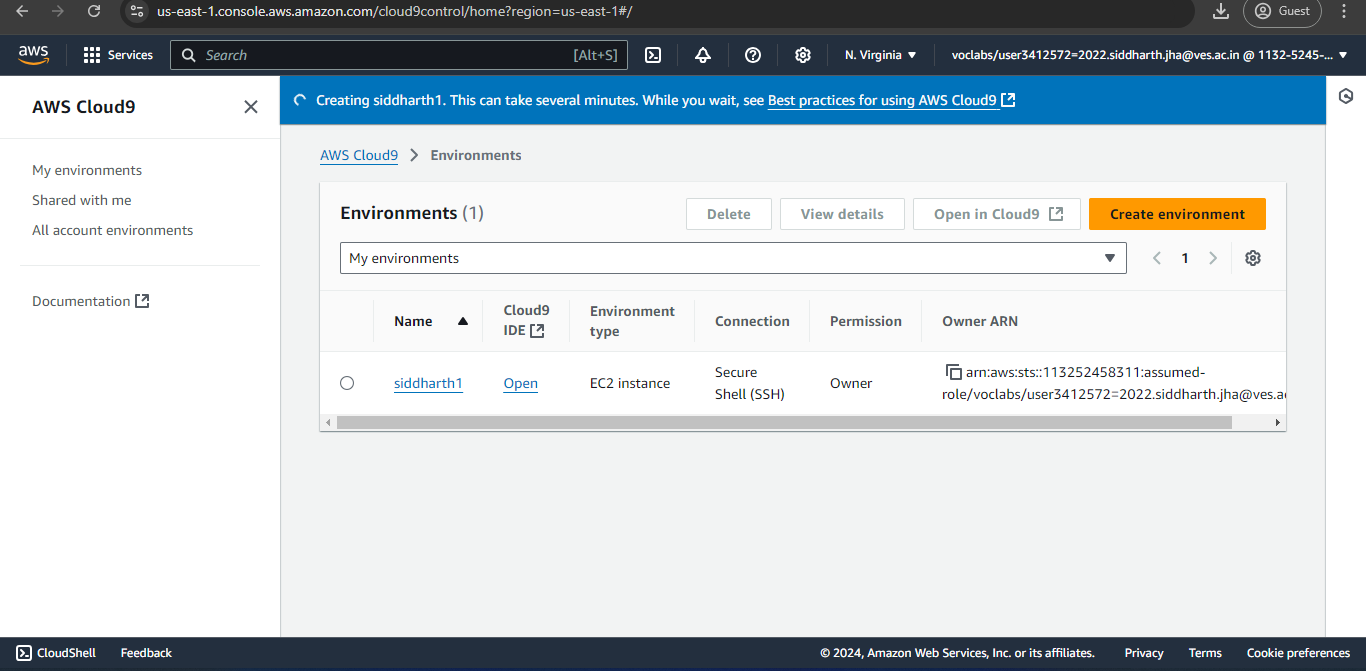 us-east-1.console.aws.amazon.com/cloud9control/home?region=us-east-1#/
Guest
aws
Services
Search
[Alt+S]
N. Virginia
voclabs/user3412572=2022.siddharth.jha@ves.ac.in @ 1132-5245-...
AWS Cloud9
My environments
Shared with me
All account environments
Documentation
Creating siddharth1. This can take several minutes. While you wait, see Best practices for using AWS Cloud9
AWS Cloud9 > Environments
Environments (1)
Delete
View details
Open in Cloud9
Create environment
My environments
1
Name
Cloud9
IDE
Environment
type
Connection
Permission
Owner ARN
siddharth1
Open
EC2 instance
Secure
Shell (SSH)
Owner
arn:aws:sts::113252458311:assumed-
role/voclabs/user3412572=2022.siddharth.jha@ves.ac
CloudShell
Feedback
© 2024, Amazon Web Services, Inc. or its affiliates.
Privacy
Terms
Cookie preferences